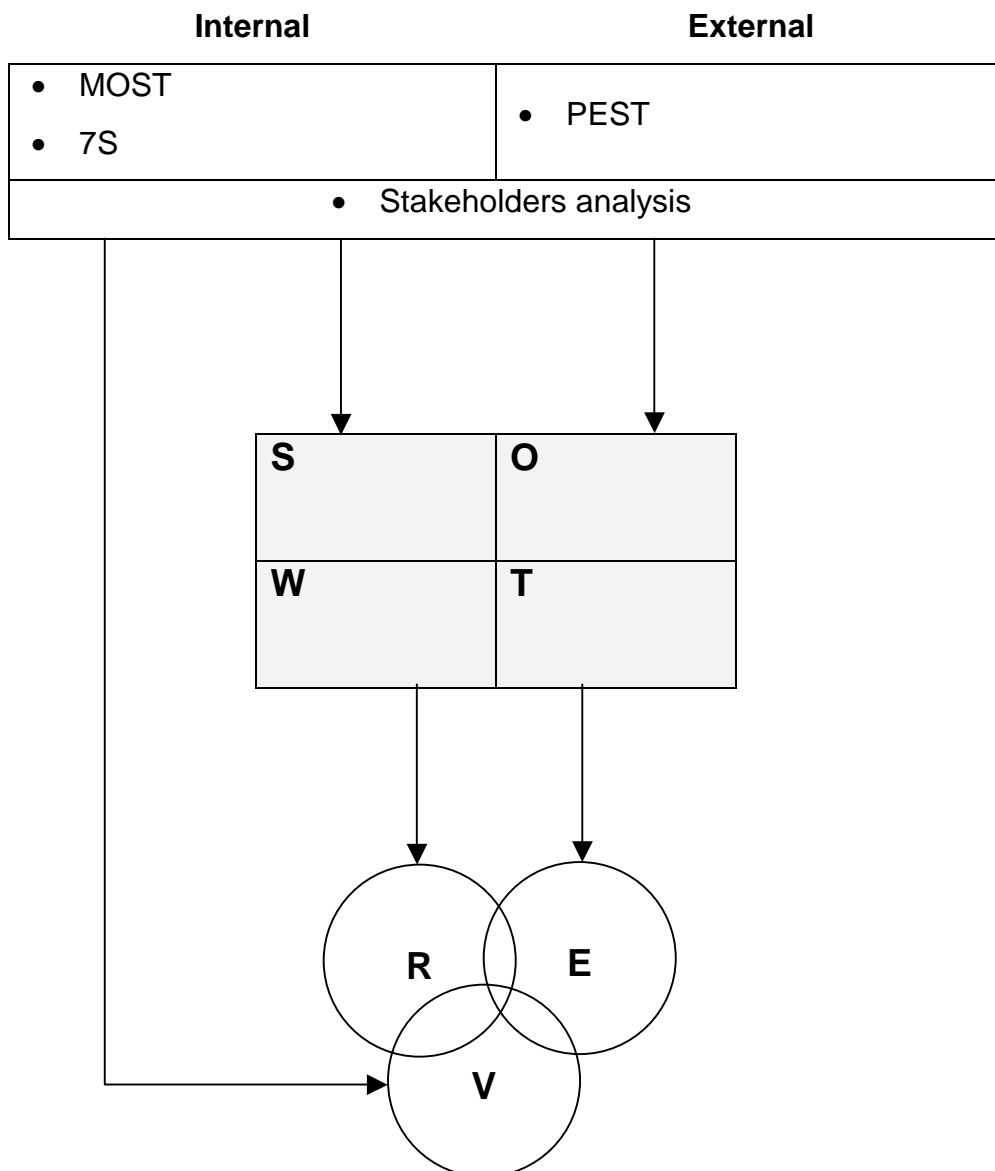 Internal External
• MOST
• 7S
• PEST
• Stakeholders analysis
S O
W T
R E
V